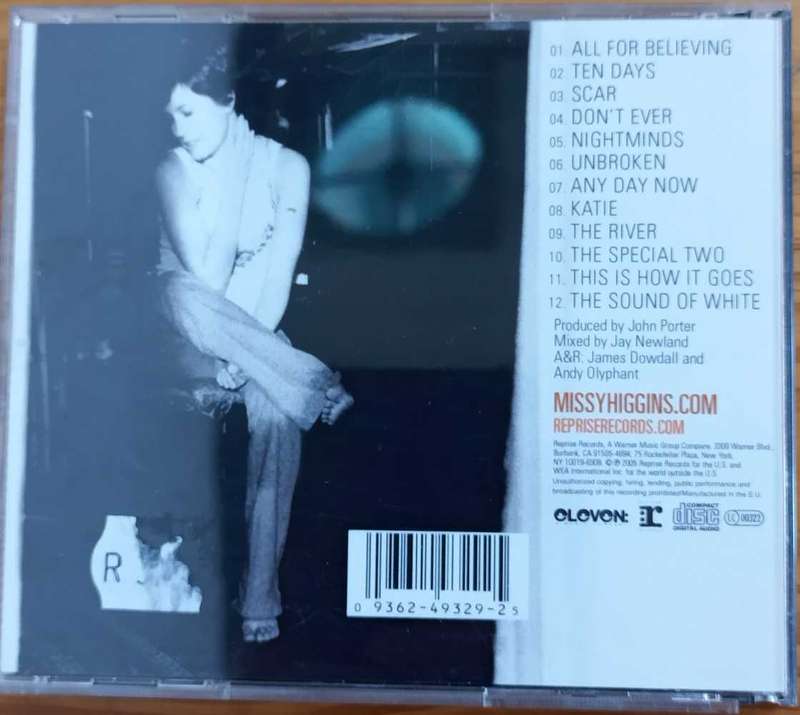 01 ALL FOR BELIEVING
02 TEN DAYS
03 SCAR
04 DON'T EVER
05. NIGHTMINDS
06 UNBROKEN
07. ANY DAY NOW
08. KATIE
09. THE RIVER
10. THE SPECIAL TWO
11. THIS IS HOW IT GOES
12. THE SOUND OF WHITE
Produced by John Porter
Mixed by Jay Newland
A&R: James Dowdall and
Andy Olyphant
MISSYHIGGINS.COM
REPRISERECORDS.COM
Reprise Records, A Warner Music Group Company. 3300 Warner Blvd.,
Burbank, CA 91505-4694; 75 Rockefeller Plaza, New York,
NY 10019-6908. ©℗ 2005 Reprise Records for the U.S. and
WEA International Inc. for the world outside the U.S.
Unauthorized copying, hiring, lending, public performance and
broadcasting of this recording prohibited/Manufactured in the E.U.
ELEVEN: r COMPACT disc DIGITAL AUDIO LC 00322
R
0 9362-49329-2 5